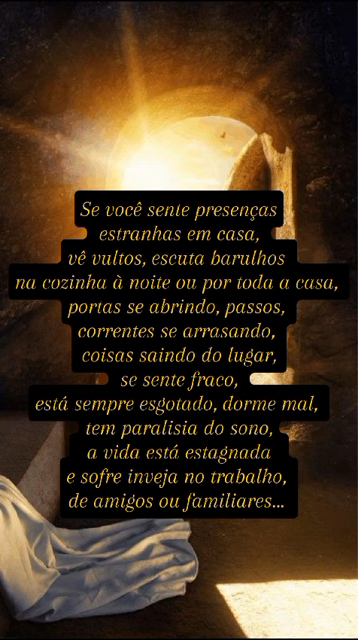 Se você sente presenças
estranhas em casa,
vê vultos, escuta barulhos
na cozinha à noite ou por toda a casa,
portas se abrindo, passos,
correntes se arrasando,
coisas saindo do lugar,
se sente fraco,
está sempre esgotado, dorme mal,
tem paralisia do sono,
a vida está estagnada
e sofre inveja no trabalho,
de amigos ou familiares...